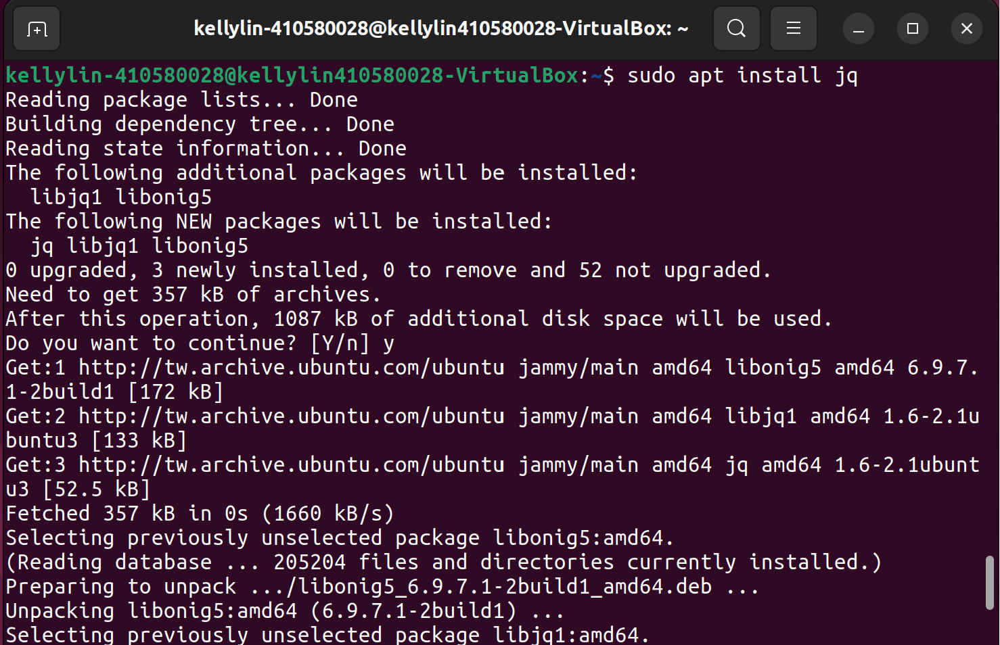 kellylin-410580028@kellylin410580028-VirtualBox: ~
kellylin-410580028@kellylin410580028-VirtualBox:~$ sudo apt install jq
Reading package lists... Done
Building dependency tree... Done
Reading state information... Done
The following additional packages will be installed:
  libjq1 libonig5
The following NEW packages will be installed:
  jq libjq1 libonig5
0 upgraded, 3 newly installed, 0 to remove and 52 not upgraded.
Need to get 357 kB of archives.
After this operation, 1087 kB of additional disk space will be used.
Do you want to continue? [Y/n] y
Get:1 http://tw.archive.ubuntu.com/ubuntu jammy/main amd64 libonig5 amd64 6.9.7.
1-2build1 [172 kB]
Get:2 http://tw.archive.ubuntu.com/ubuntu jammy/main amd64 libjq1 amd64 1.6-2.1u
buntu3 [133 kB]
Get:3 http://tw.archive.ubuntu.com/ubuntu jammy/main amd64 jq amd64 1.6-2.1ubunt
u3 [52.5 kB]
Fetched 357 kB in 0s (1660 kB/s)
Selecting previously unselected package libonig5:amd64.
(Reading database ... 205204 files and directories currently installed.)
Preparing to unpack .../libonig5_6.9.7.1-2build1_amd64.deb ...
Unpacking libonig5:amd64 (6.9.7.1-2build1) ...
Selecting previously unselected package libjq1:amd64.